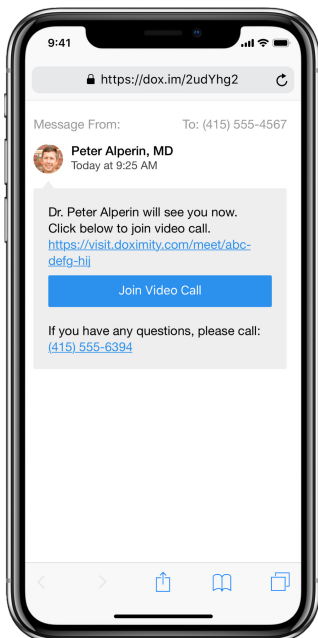 9:41
https://dox.im/2udYhg2
Message From: To: (415) 555-4567
Peter Alperin, MD
Today at 9:25 AM
Dr. Peter Alperin will see you now.
Click below to join video call.
https://visit.doximity.com/meet/abc-
defg-hij
Join Video Call
If you have any questions, please call:
(415) 555-6394